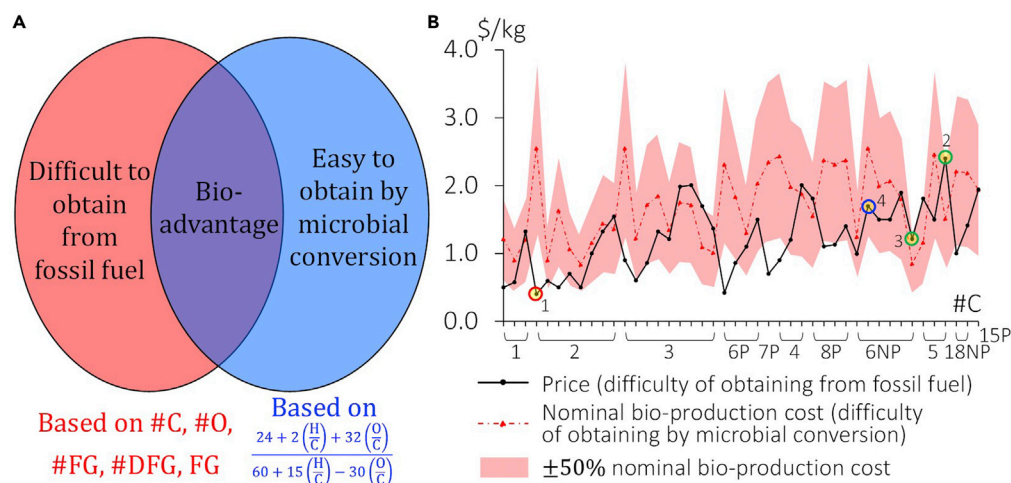 A
Difficult to
obtain
from
fossil fuel
Bio-
advantage
Easy to
obtain by
microbial
conversion
Based on #C, #O,
#FG, #DFG, FG
Based on
24 + 2 (H/C) + 32 (O/C)
60 + 15 (H/C) − 30 (O/C)
B
$/kg
4.0
3.0
2.0
1.0
0.0
1
2
3
4
#C
1
2
3
6P
7P
4
8P
6NP
5
18NP
15P
Price (difficulty of obtaining from fossil fuel)
Nominal bio-production cost (difficulty
of obtaining by microbial conversion)
±50% nominal bio-production cost